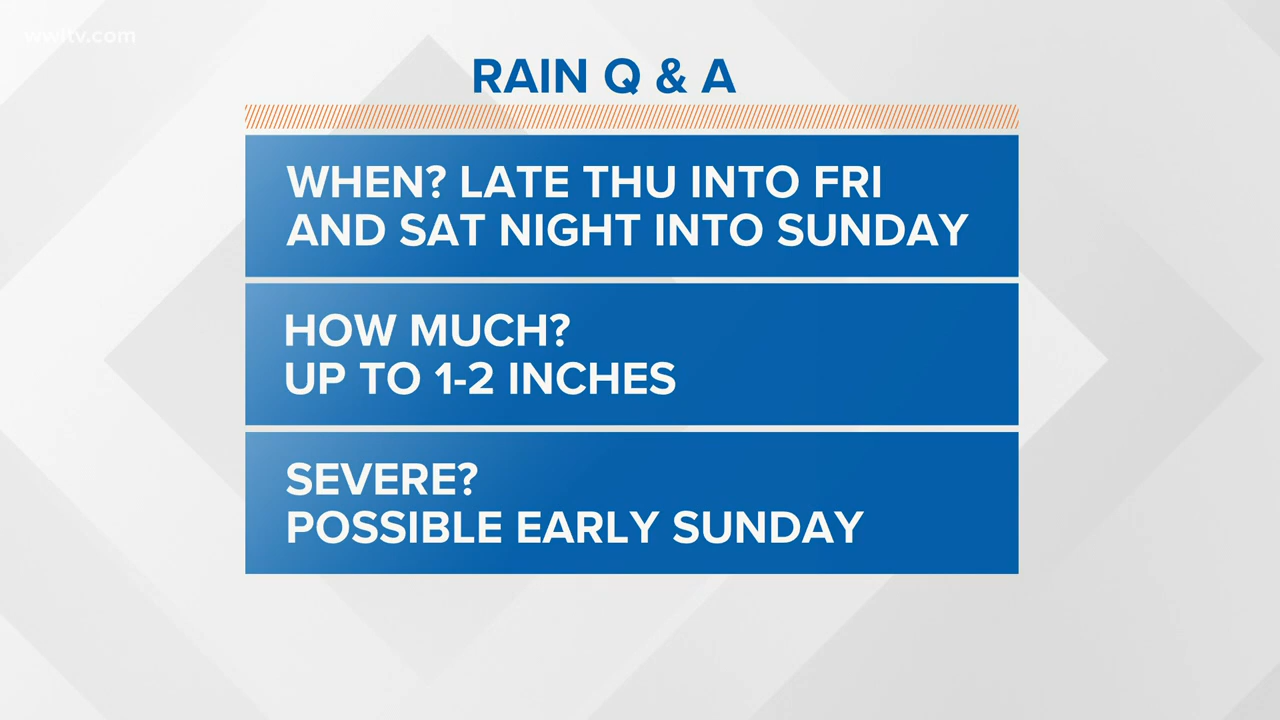 wwltv.com
RAIN Q & A
WHEN? LATE THU INTO FRI
AND SAT NIGHT INTO SUNDAY
HOW MUCH?
UP TO 1-2 INCHES
SEVERE?
POSSIBLE EARLY SUNDAY